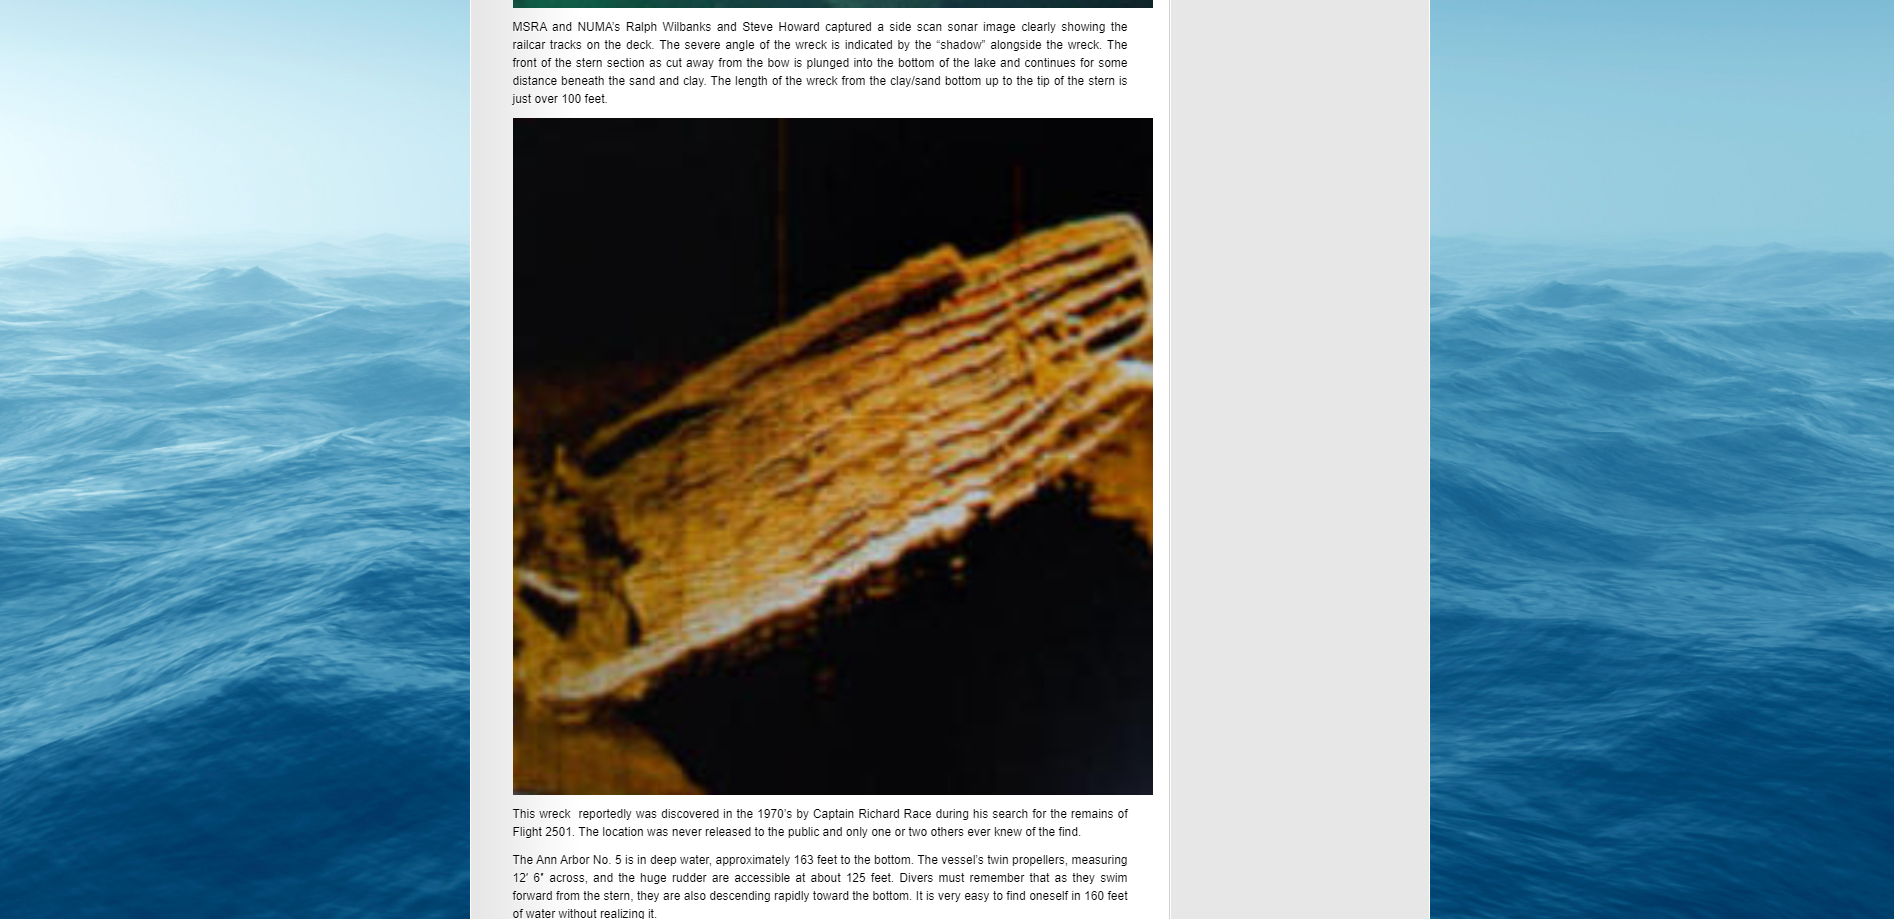 MSRA and NUMA's Ralph Wilbanks and Steve Howard captured a side scan sonar image clearly showing the
railcar tracks on the deck. The severe angle of the wreck is indicated by the “shadow” alongside the wreck. The
front of the stern section as cut away from the bow is plunged into the bottom of the lake and continues for some
distance beneath the sand and clay. The length of the wreck from the clay/sand bottom up to the tip of the stern is
just over 100 feet.
This wreck  reportedly was discovered in the 1970’s by Captain Richard Race during his search for the remains of
Flight 2501. The location was never released to the public and only one or two others ever knew of the find.
The Ann Arbor No. 5 is in deep water, approximately 163 feet to the bottom. The vessel’s twin propellers, measuring
12′ 6″ across, and the huge rudder are accessible at about 125 feet. Divers must remember that as they swim
forward from the stern, they are also descending rapidly toward the bottom. It is very easy to find oneself in 160 feet
of water without realizing it.